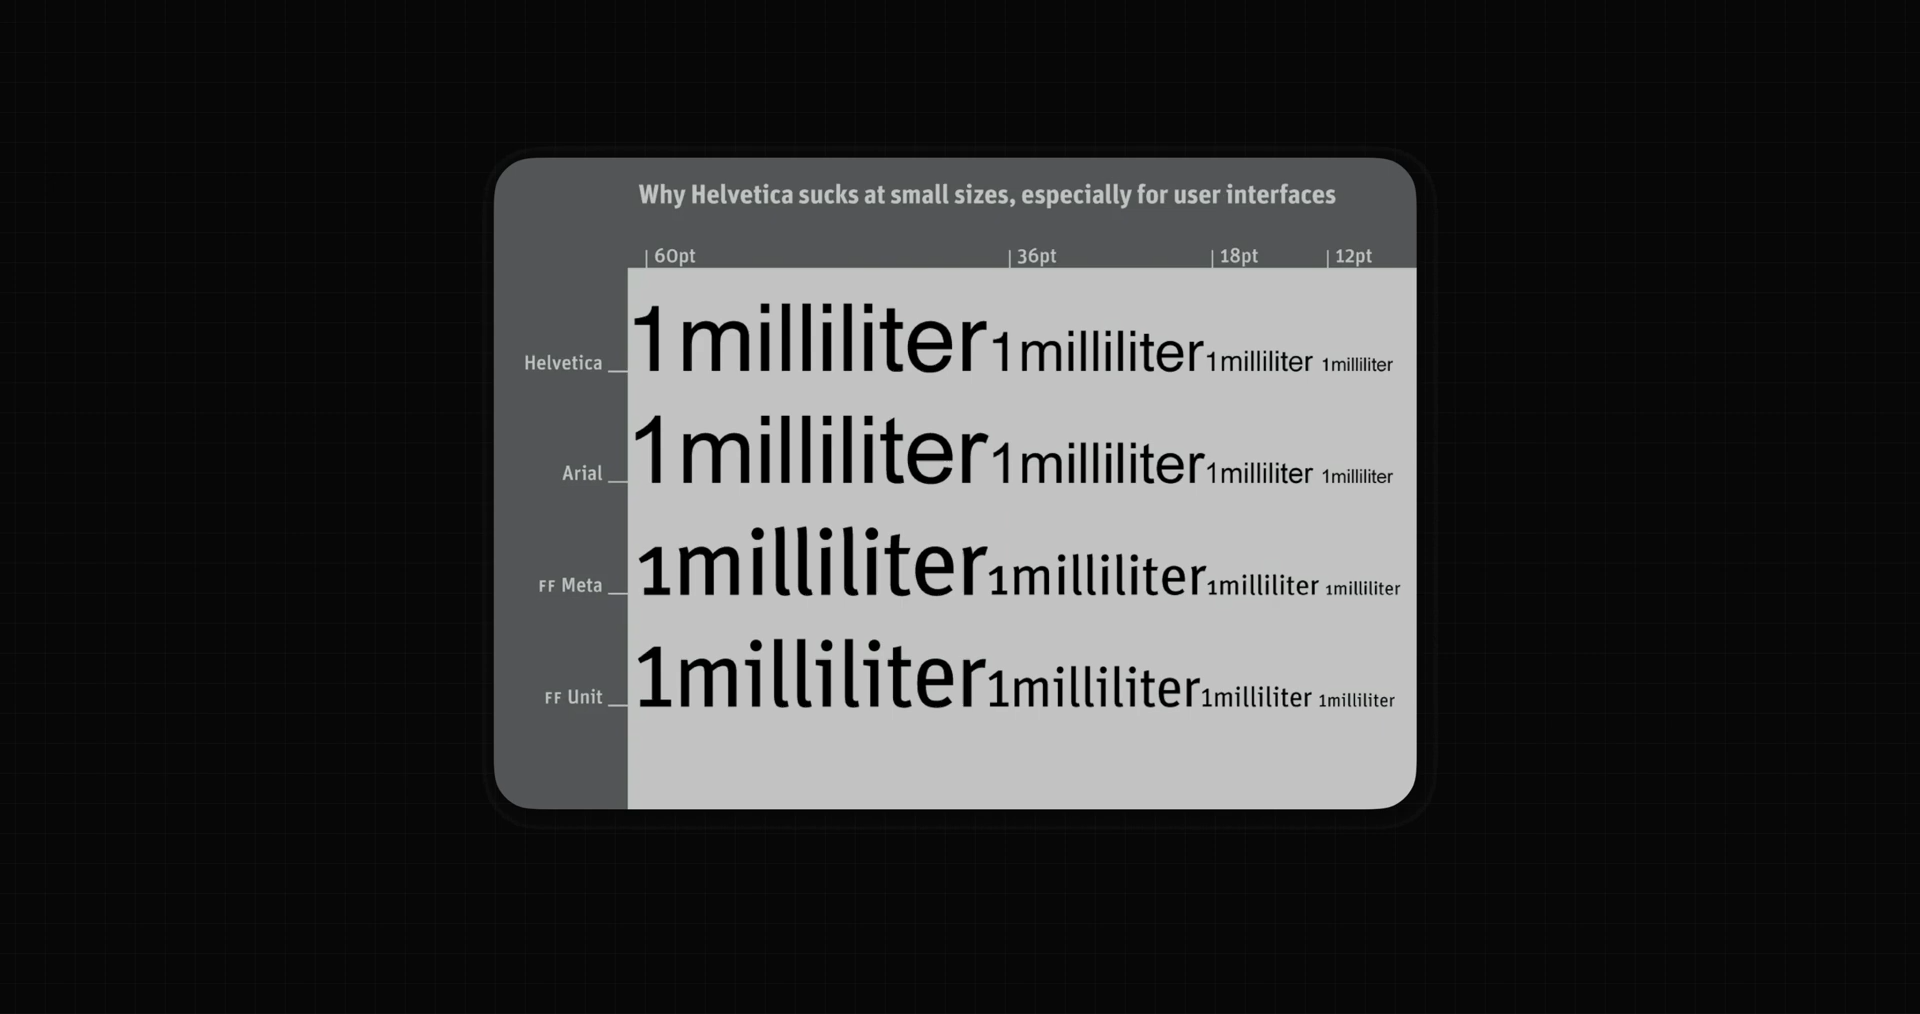 Why Helvetica sucks at small sizes, especially for user interfaces
60pt 36pt 18pt 12pt
Helvetica 1milliliter 1milliliter 1milliliter 1milliliter
Arial 1milliliter 1milliliter 1milliliter 1milliliter
FF Meta 1milliliter 1milliliter 1milliliter 1milliliter
FF Unit 1milliliter 1milliliter 1milliliter 1milliliter